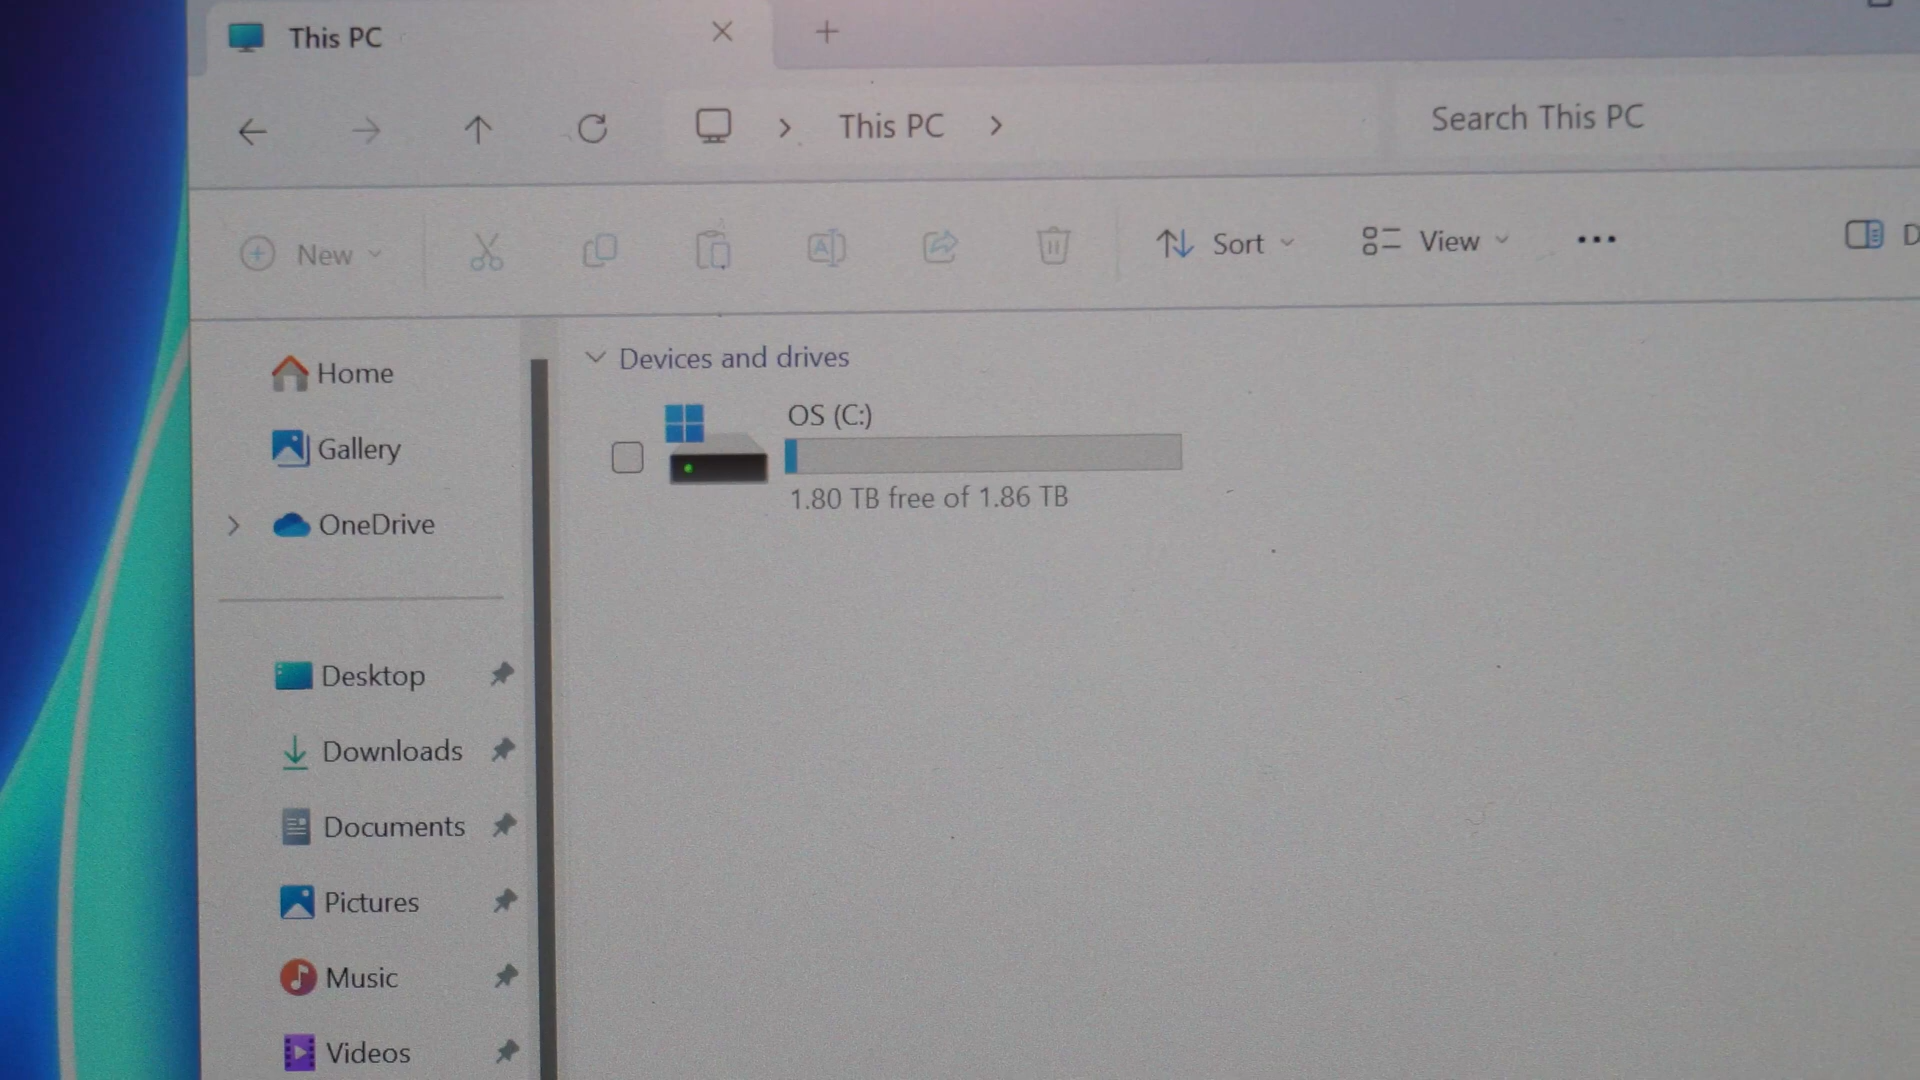 This PC
This PC
Search This PC
New
Sort
View
Home
Gallery
OneDrive
Desktop
Downloads
Documents
Pictures
Music
Videos
Devices and drives
OS (C:)
1.80 TB free of 1.86 TB